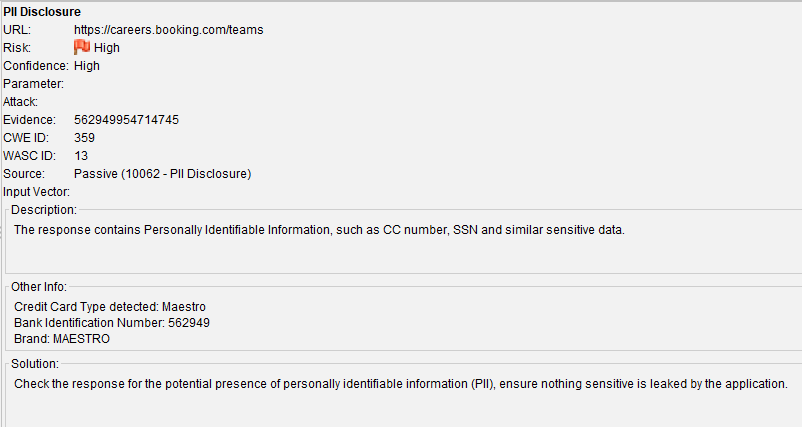 PII Disclosure
URL: https://careers.booking.com/teams
Risk: High
Confidence: High
Parameter:
Attack:
Evidence: 562949954714745
CWE ID: 359
WASC ID: 13
Source: Passive (10062 - PII Disclosure)
Input Vector:
Description:
The response contains Personally Identifiable Information, such as CC number, SSN and similar sensitive data.
Other Info:
Credit Card Type detected: Maestro
Bank Identification Number: 562949
Brand: MAESTRO
Solution:
Check the response for the potential presence of personally identifiable information (PII), ensure nothing sensitive is leaked by the application.